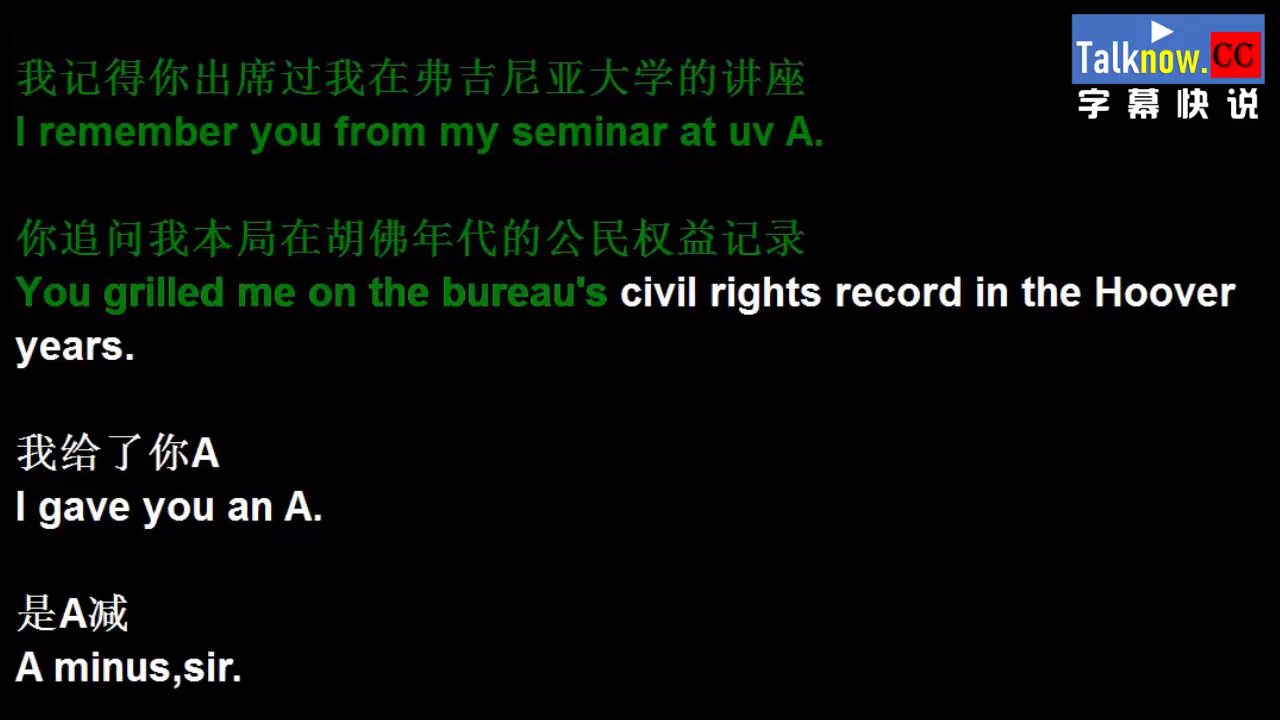 Talknow.CC
字幕快说
我记得你出席过我在弗吉尼亚大学的讲座
I remember you from my seminar at uv A.
你追问我本局在胡佛年代的公民权益记录
You grilled me on the bureau's civil rights record in the Hoover
years.
我给了你A
I gave you an A.
是A减
A minus,sir.